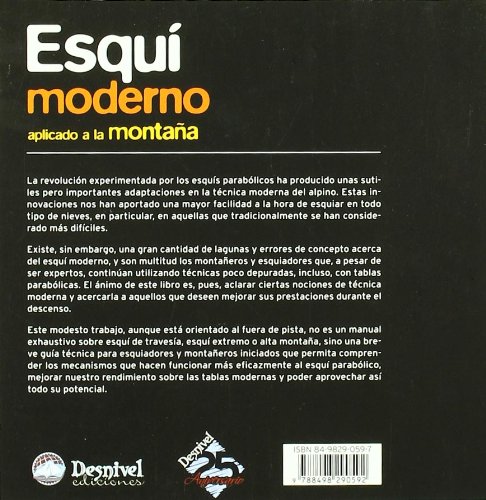 Esquí
moderno
aplicado a la montaña
La revolución experimentada por los esquís parabólicos ha producido unas suti-
les pero importantes adaptaciones en la técnica moderna del alpino. Estas in-
novaciones nos han aportado una mayor facilidad a la hora de esquiar en todo
tipo de nieves, en particular, en aquellas que tradicionalmente se han conside-
rado más difíciles.
Existe, sin embargo, una gran cantidad de lagunas y errores de concepto acerca
del esquí moderno, y son multitud los montañeros y esquiadores que, a pesar de
ser expertos, continúan utilizando técnicas poco depuradas, incluso, con tablas
parabólicas. El ánimo de este libro es, pues, aclarar ciertas nociones de técnica
moderna y acercarla a aquellos que deseen mejorar sus prestaciones durante el
descenso.
Este modesto trabajo, aunque está orientado al fuera de pista, no es un manual
exhaustivo sobre esquí de travesía, esquí extremo o alta montaña, sino una bre-
ve guía técnica para esquiadores y montañeros iniciados que permita compren-
der los mecanismos que hacen funcionar más eficazmente al esquí parabólico,
mejorar nuestro rendimiento sobre las tablas modernas y poder aprovechar así
todo su potencial.
Desnivel
ediciones
Desnivel
25
Aniversario
ISBN 84-9829-059-7
9 788498 290592